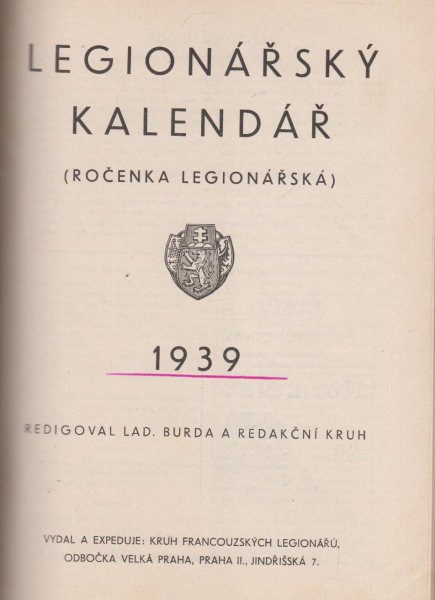 LEGIONÁŘSKÝ
KALENDÁŘ
(ROČENKA LEGIONÁŘSKÁ)
1939
REDIGOVAL LAD. BURDA A REDAKČNÍ KRUH
VYDAL A EXPEDUJE: KRUH FRANCOUZSKÝCH LEGIONÁŘŮ,
ODBOČKA VELKÁ PRAHA, PRAHA II., JINDŘIŠSKÁ 7.